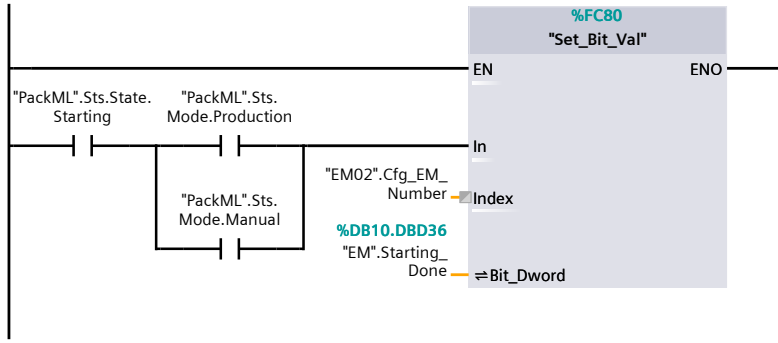 %FC80
"Set_Bit_Val"
EN
ENO
"PackML".Sts.State.
Starting
"PackML".Sts.
Mode.Production
In
"PackML".Sts.
Mode.Manual
"EM02".Cfg_EM_
Number
Index
%DB10.DBD36
"EM".Starting_
Done
⇌Bit_Dword